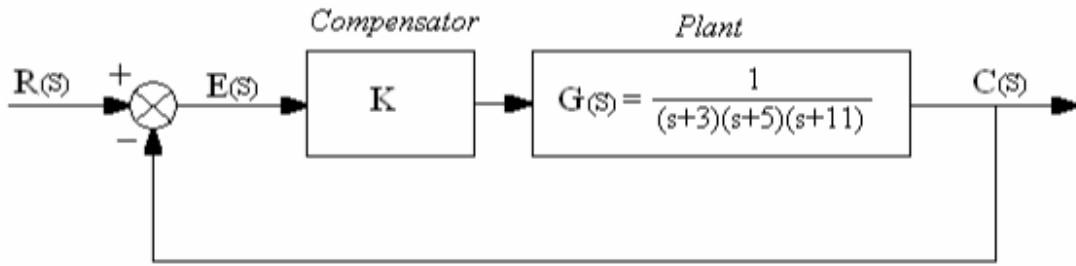 Compensator
Plant
R(S)
+
−
E(S)
K
G(S) = 1/((s+3)(s+5)(s+11))
C(S)